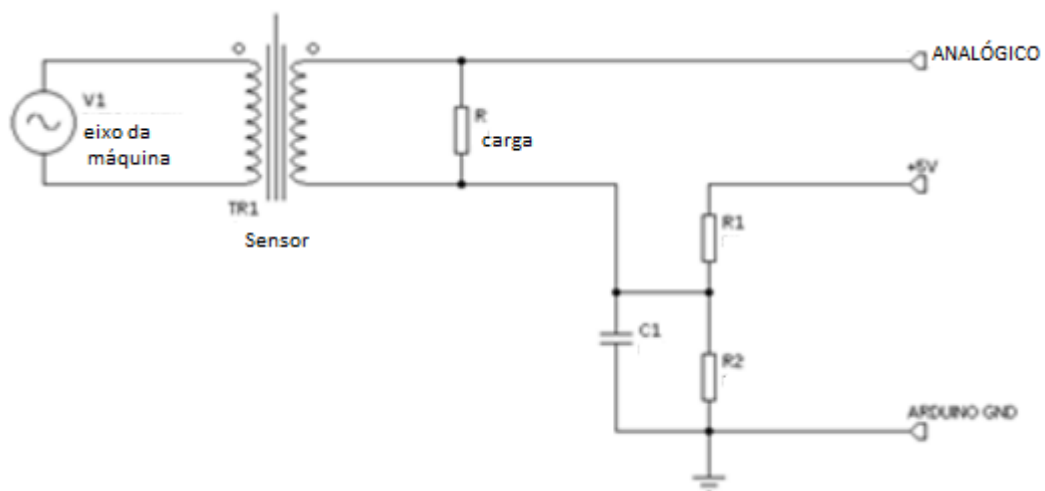 ANALÓGICO
V1
eixo da
máquina
R
carga
+5V
TR1
R1
Sensor
C1
R2
ARDUINO GND